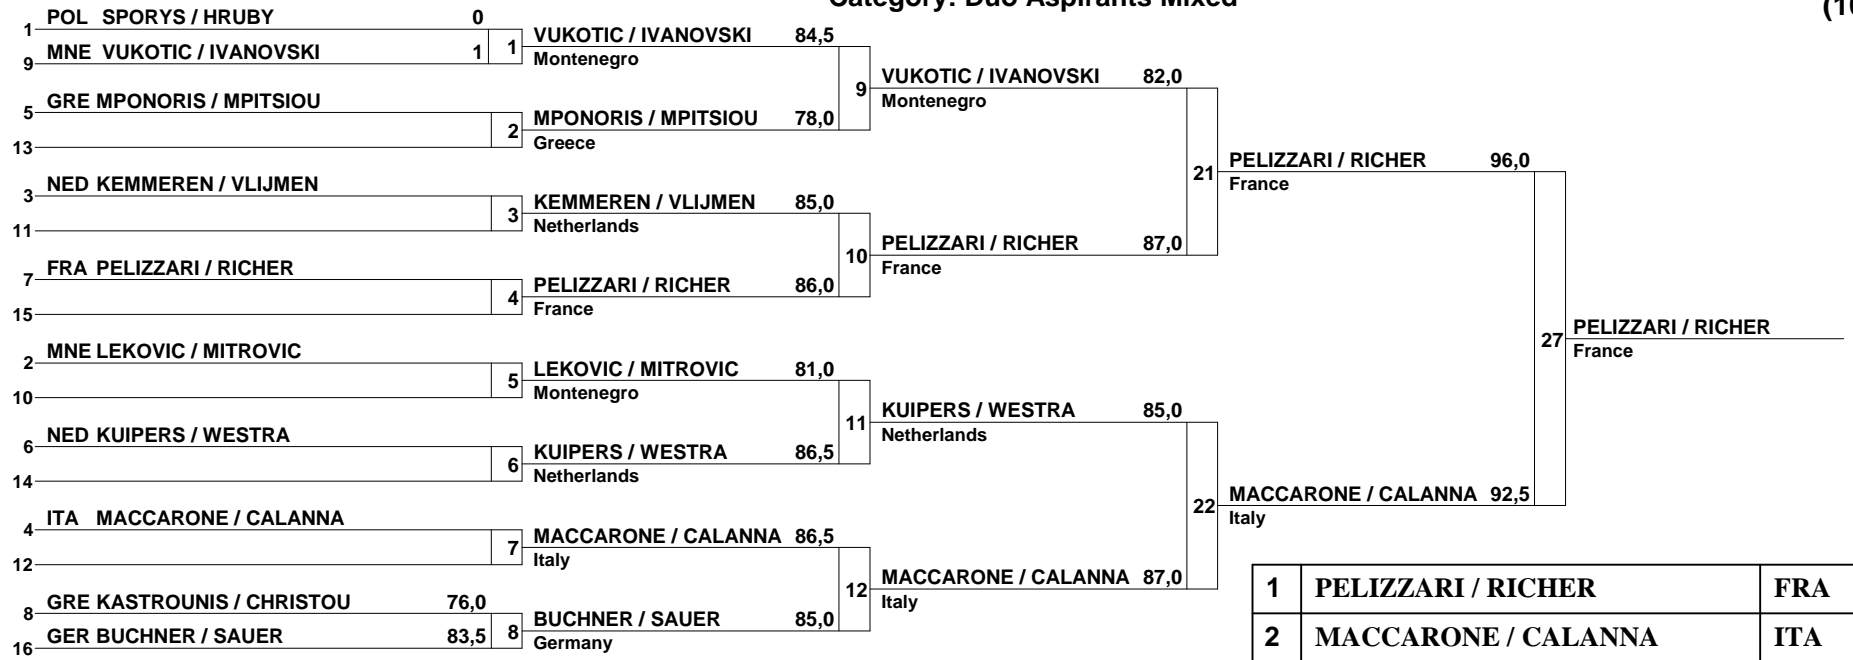 Category: Duo Aspirants Mixed
(10
1 POL SPORYS / HRUBY 0
9 MNE VUKOTIC / IVANOVSKI 1
1 VUKOTIC / IVANOVSKI 84,5
Montenegro
5 GRE MPONORIS / MPITSIOU
13
2 MPONORIS / MPITSIOU 78,0
Greece
9 VUKOTIC / IVANOVSKI 82,0
Montenegro
3 NED KEMMEREN / VLIJMEN
11
3 KEMMEREN / VLIJMEN 85,0
Netherlands
7 FRA PELIZZARI / RICHER
15
4 PELIZZARI / RICHER 86,0
France
10 PELIZZARI / RICHER 87,0
France
21 PELIZZARI / RICHER 96,0
France
2 MNE LEKOVIC / MITROVIC
10
5 LEKOVIC / MITROVIC 81,0
Montenegro
6 NED KUIPERS / WESTRA
14
6 KUIPERS / WESTRA 86,5
Netherlands
11 KUIPERS / WESTRA 85,0
Netherlands
4 ITA MACCARONE / CALANNA
12
7 MACCARONE / CALANNA 86,5
Italy
8 GRE KASTROUNIS / CHRISTOU 76,0
16 GER BUCHNER / SAUER 83,5
8 BUCHNER / SAUER 85,0
Germany
12 MACCARONE / CALANNA 87,0
Italy
22 MACCARONE / CALANNA 92,5
Italy
27 PELIZZARI / RICHER
France
1 PELIZZARI / RICHER FRA
2 MACCARONE / CALANNA ITA